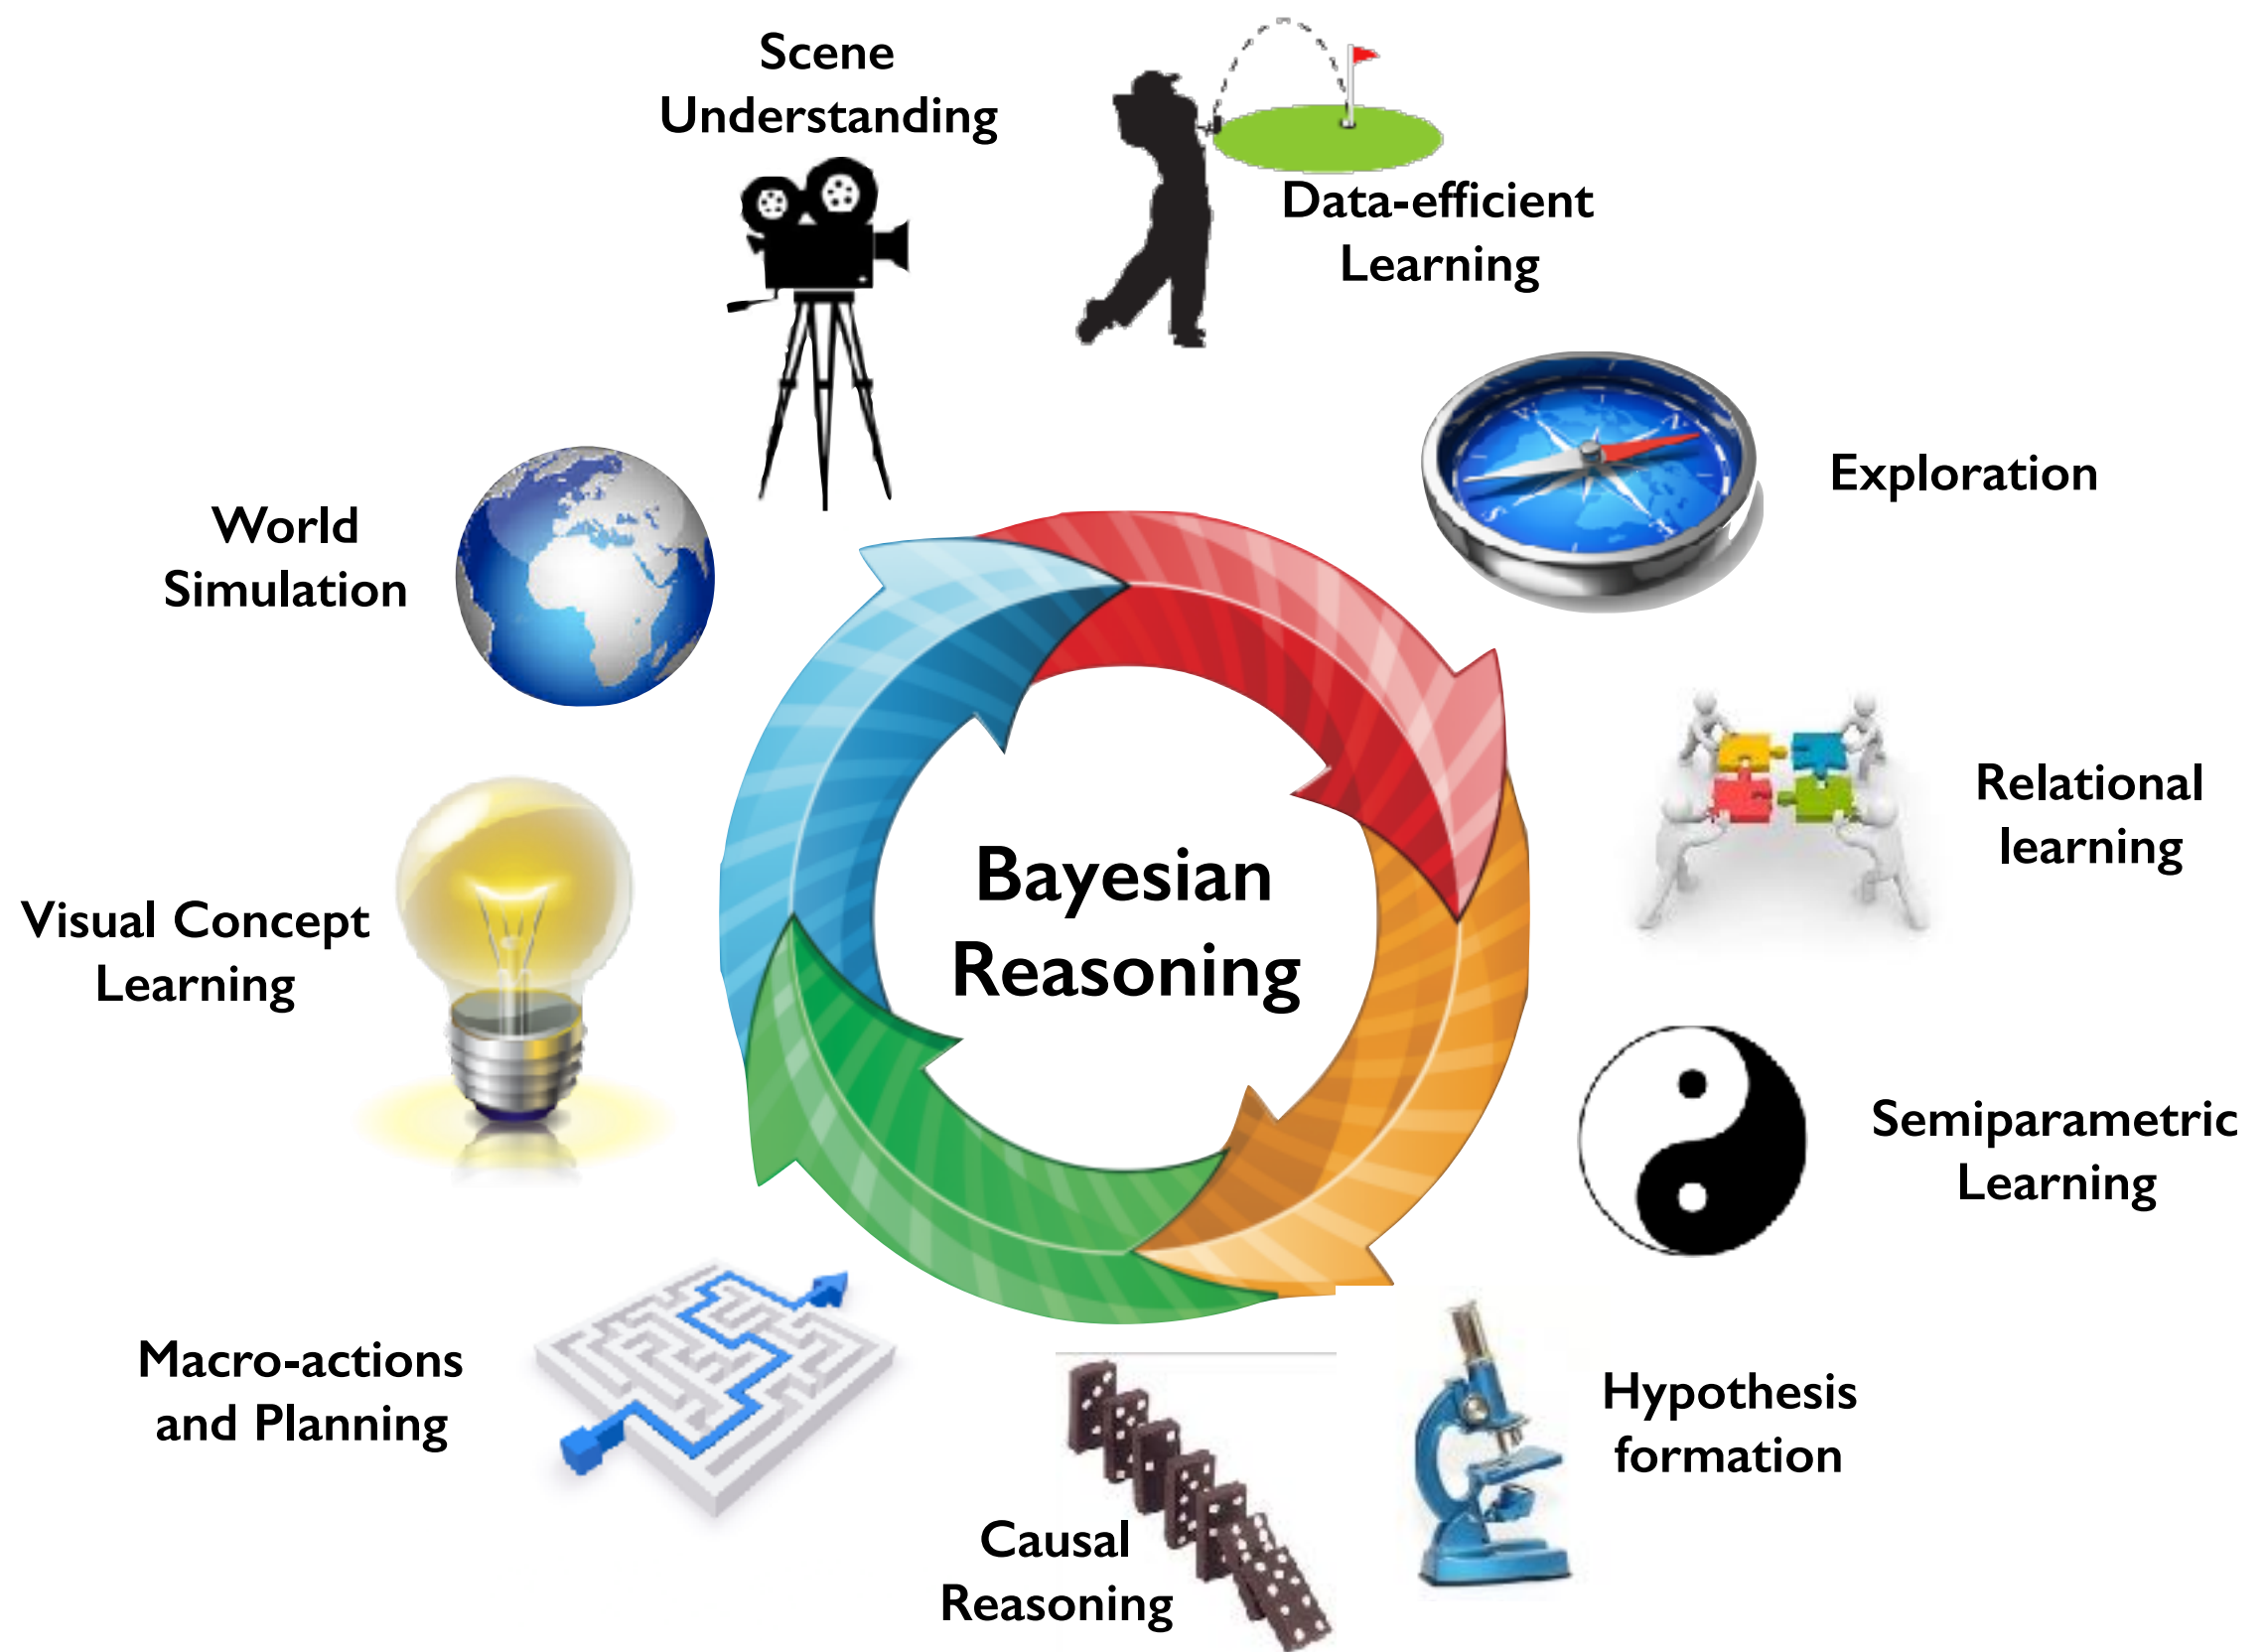 Scene
Understanding
Data-efficient
Learning
Exploration
World
Simulation
Relational
learning
Bayesian
Reasoning
Visual Concept
Learning
Semiparametric
Learning
Macro-actions
and Planning
Hypothesis
formation
Causal
Reasoning